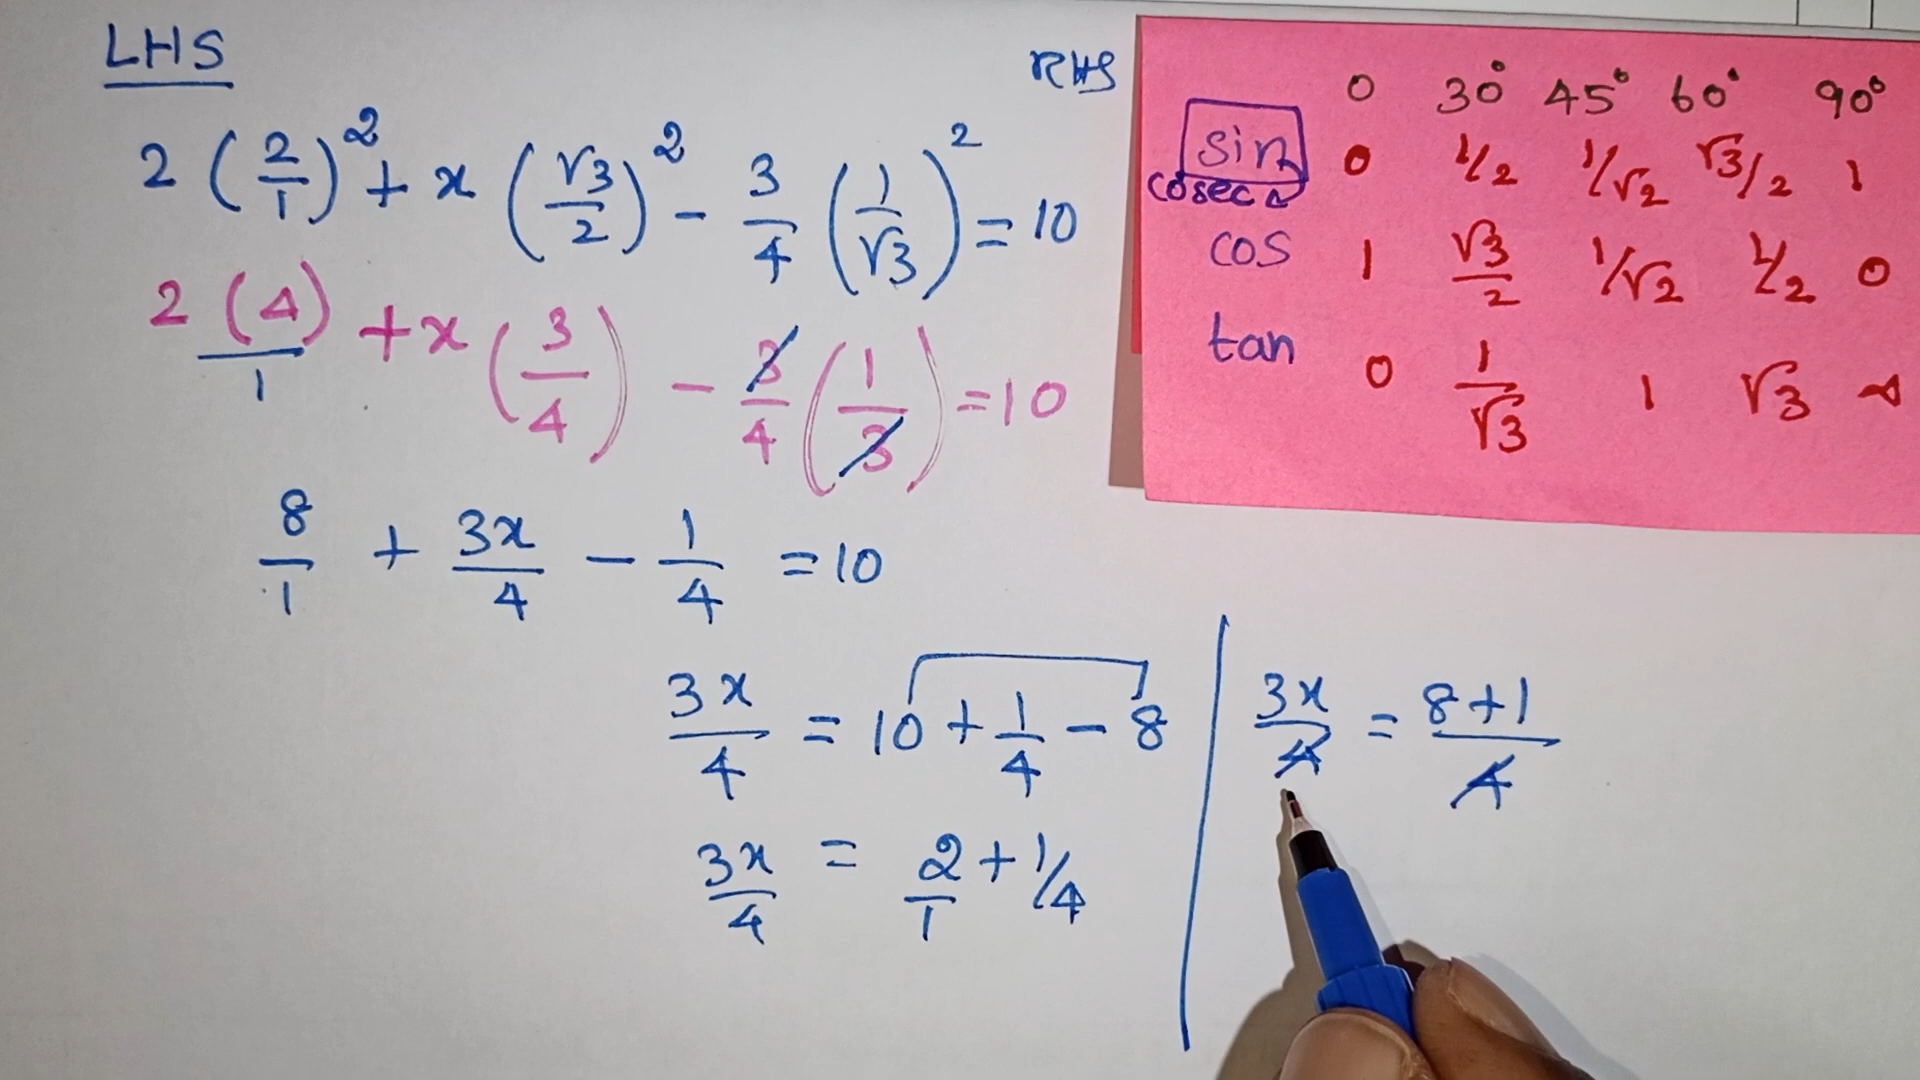 LHS
RHS
2 (2/1)² + x (√3/2)² - 3/4 (1/√3)² = 10
2 (4)/1 + x (3/4) - 3/4 (1/3) = 10
8/1 + 3x/4 - 1/4 = 10
3x/4 = 10 + 1/4 - 8
3x/4 = 2/1 + 1/4
3x/4 = 8+1/4
0 30° 45° 60° 90°
sin 0 1/2 1/√2 √3/2 1
cosec
cos 1 √3/2 1/√2 1/2 0
tan 0 1/√3 1 √3